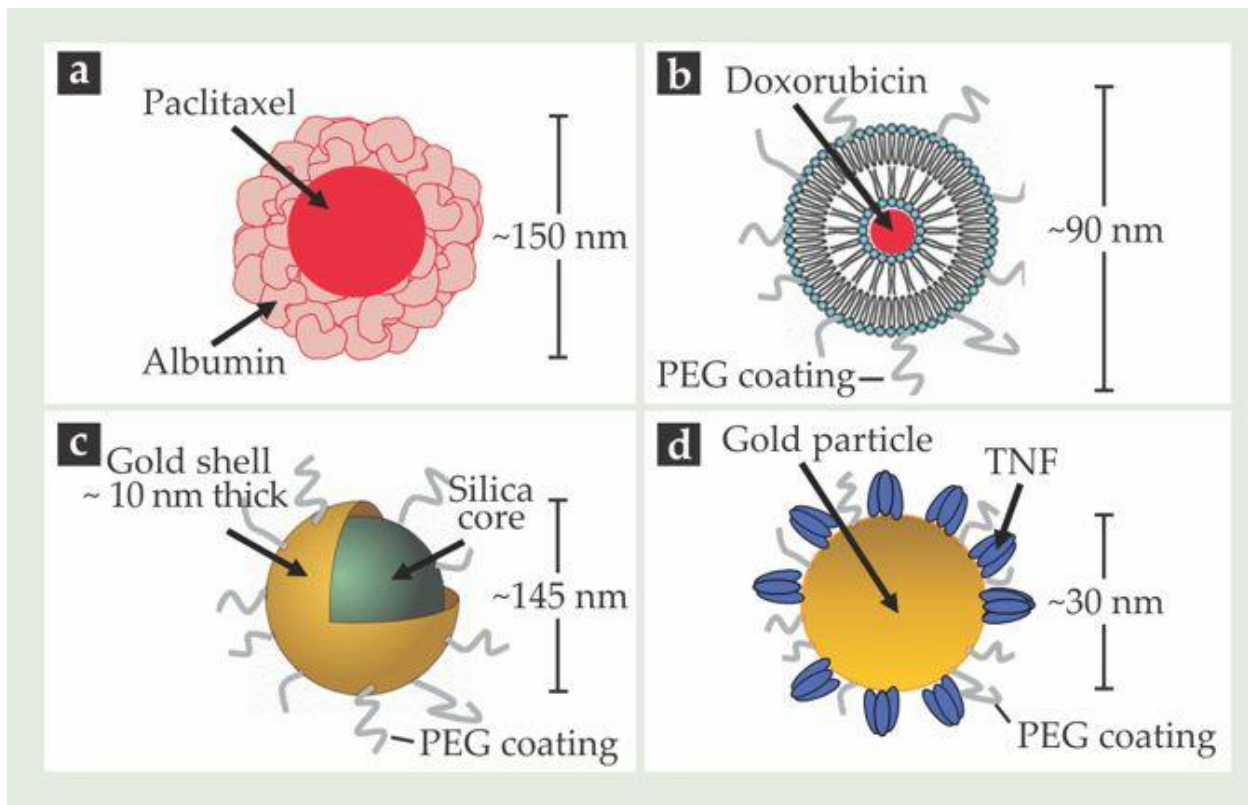 a
Paclitaxel
~150 nm
Albumin
b
Doxorubicin
~90 nm
PEG coating
c
Gold shell
~ 10 nm thick
Silica
core
~145 nm
PEG coating
d
Gold particle
TNF
~30 nm
PEG coating